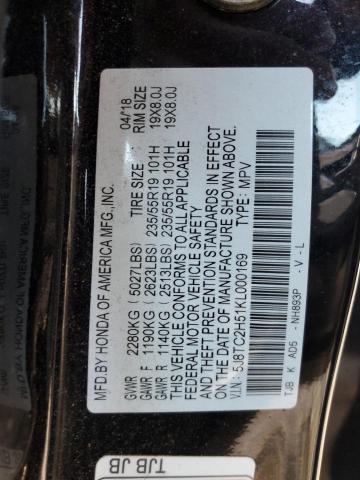 MFD.BY HONDA OF AMERICA MFG.,INC.
04/18
TIRE SIZE RIM SIZE
GVWR 2280KG (6027LBS)
GAWR F 1190KG (2623LBS) 235/55R19 101H 19X8.0J
GAWR R 1140KG (2513LBS) 235/55R19 101H 19X8.0J
THIS VEHICLE CONFORMS TO ALL APPLICABLE
FEDERAL MOTOR VEHICLE SAFETY
AND THEFT PREVENTION STANDARDS IN EFFECT
ON THE DATE OF MANUFACTURE SHOWN ABOVE.
V.I.N: 5J8TC2H51KL000169 TYPE: MPV
TJB K AD5 -NH893P -V-L
TJB JB